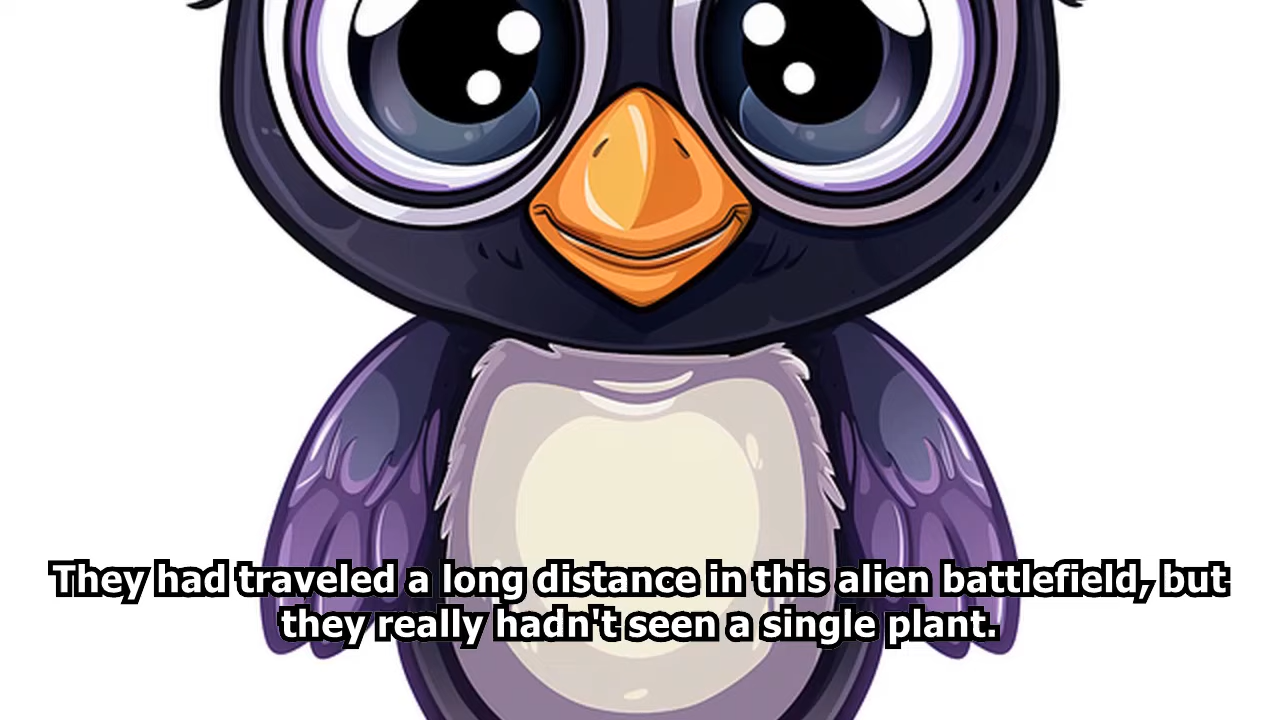 They had traveled a long distance in this alien battlefield, but
they really hadn't seen a single plant.